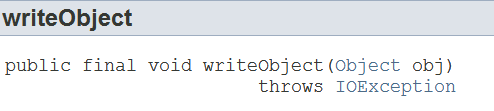 writeObject
public final void writeObject(Object obj)
throws IOException